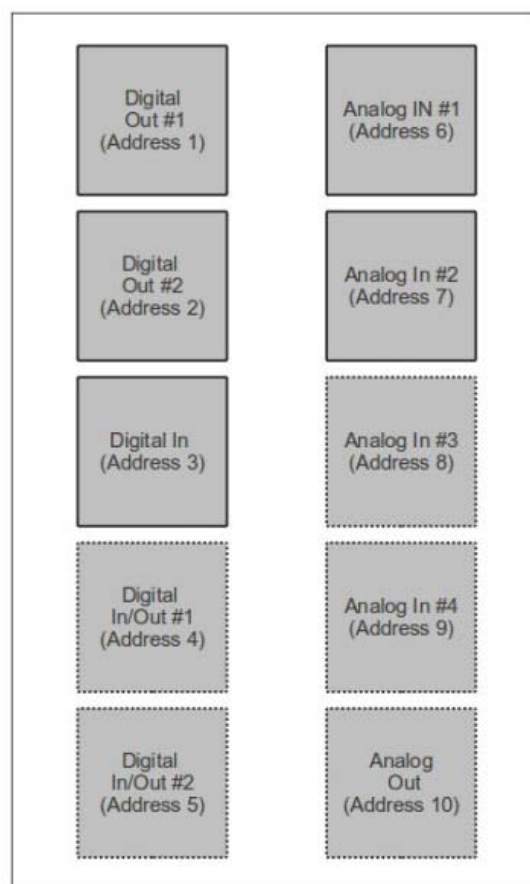 Digital
Out #1
(Address 1)
Digital
Out #2
(Address 2)
Digital In
(Address 3)
Digital
In/Out #1
(Address 4)
Digital
In/Out #2
(Address 5)
Analog IN #1
(Address 6)
Analog In #2
(Address 7)
Analog In #3
(Address 8)
Analog In #4
(Address 9)
Analog
Out
(Address 10)